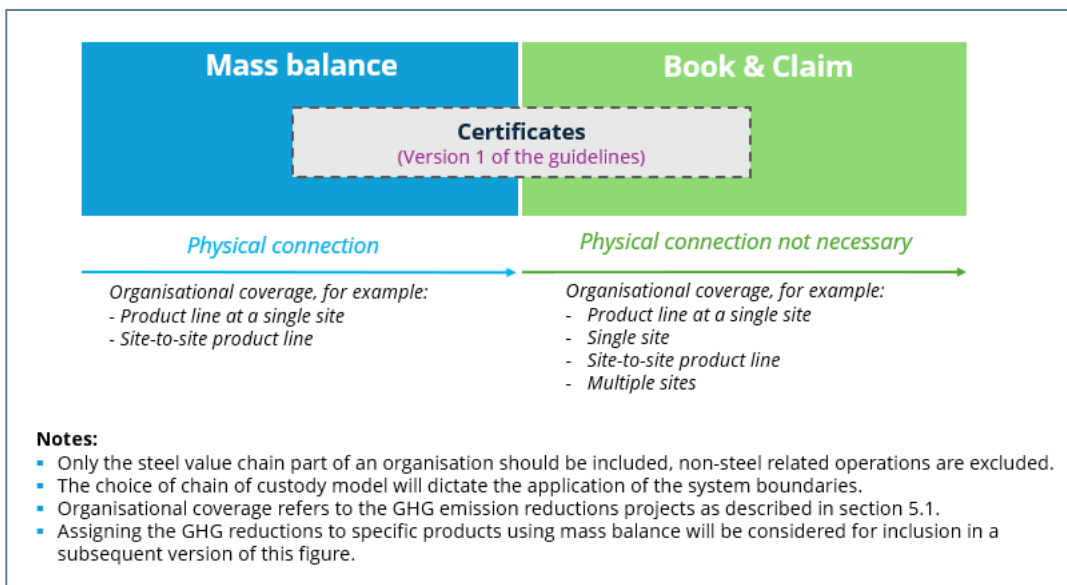 Mass balance
Book & Claim
Certificates
(Version 1 of the guidelines)
Physical connection
Physical connection not necessary
Organisational coverage, for example:
- Product line at a single site
- Site-to-site product line
Organisational coverage, for example:
- Product line at a single site
- Single site
- Site-to-site product line
- Multiple sites
Notes:
▪ Only the steel value chain part of an organisation should be included, non-steel related operations are excluded.
▪ The choice of chain of custody model will dictate the application of the system boundaries.
▪ Organisational coverage refers to the GHG emission reductions projects as described in section 5.1.
▪ Assigning the GHG reductions to specific products using mass balance will be considered for inclusion in a
subsequent version of this figure.